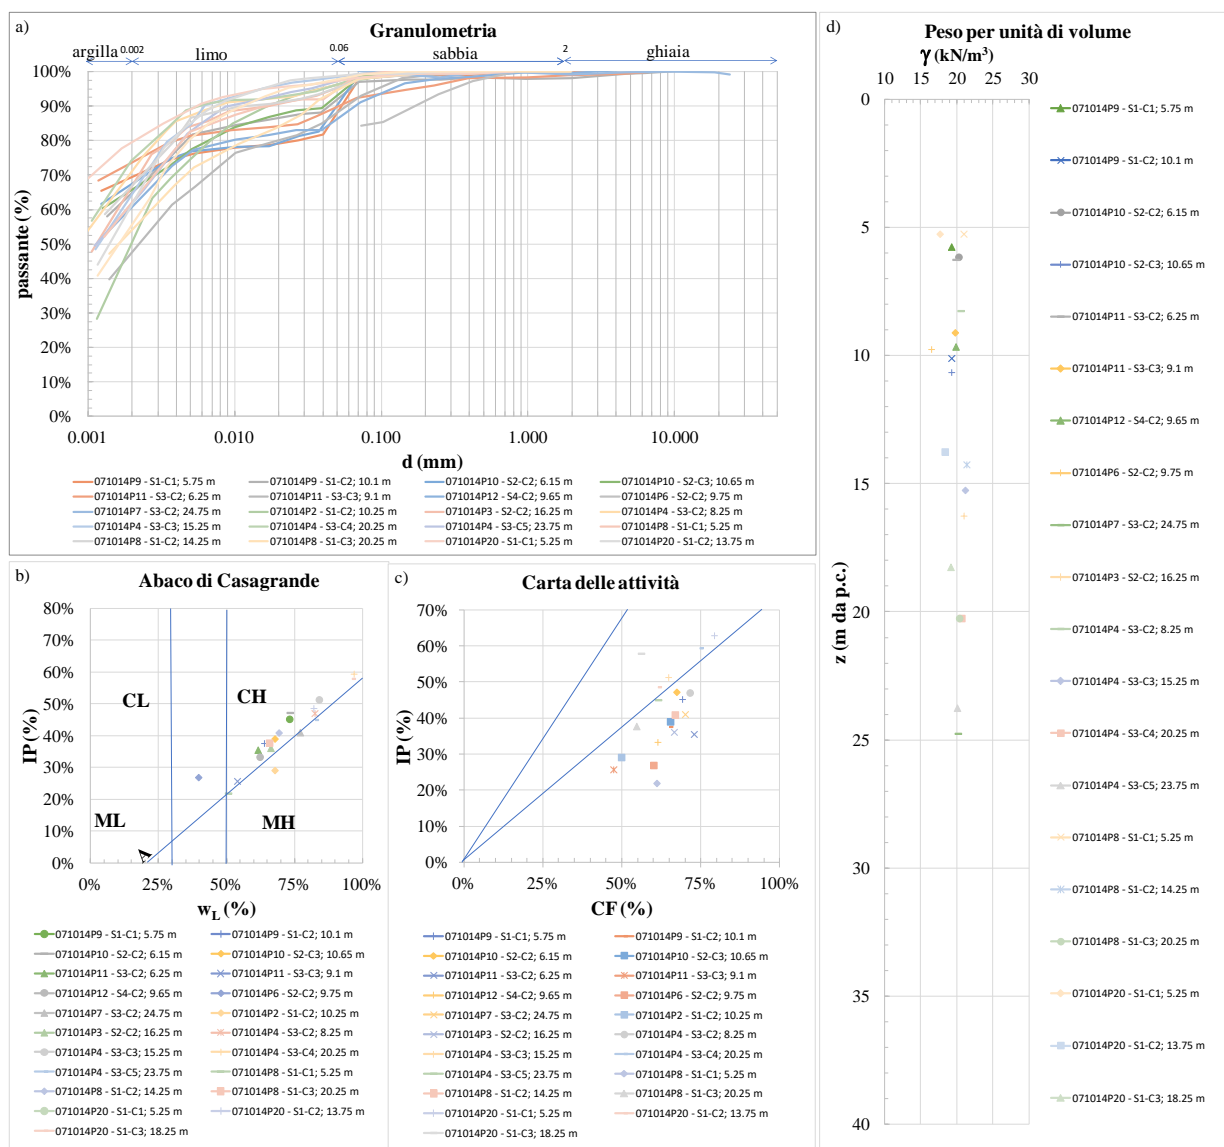 a)
Granulometria
argilla 0.002 limo 0.06 sabbia 2 ghiaia
100%
90%
80%
70%
60%
50%
40%
30%
20%
10%
0%
passante (%)
0.001 0.010 0.100 1.000 10.000
d (mm)
071014P9 - S1-C1; 5.75 m 071014P9 - S1-C2; 10.1 m 071014P10 - S2-C2; 6.15 m 071014P10 - S2-C3; 10.65 m
071014P11 - S3-C2; 6.25 m 071014P11 - S3-C3; 9.1 m 071014P12 - S4-C2; 9.65 m 071014P6 - S2-C2; 9.75 m
071014P7 - S3-C2; 24.75 m 071014P2 - S1-C2; 10.25 m 071014P3 - S2-C2; 16.25 m 071014P4 - S3-C2; 8.25 m
071014P4 - S3-C3; 15.25 m 071014P4 - S3-C4; 20.25 m 071014P4 - S3-C5; 23.75 m 071014P8 - S1-C1; 5.25 m
071014P8 - S1-C2; 14.25 m 071014P8 - S1-C3; 20.25 m 071014P20 - S1-C1; 5.25 m 071014P20 - S1-C2; 13.75 m
b)
Abaco di Casagrande
80%
70%
60%
50%
40%
30%
20%
10%
0%
IP (%)
CL
CH
ML
MH
A
0% 25% 50% 75% 100%
wL (%)
071014P9 - S1-C1; 5.75 m 071014P9 - S1-C2; 10.1 m
071014P10 - S2-C2; 6.15 m 071014P10 - S2-C3; 10.65 m
071014P11 - S3-C2; 6.25 m 071014P11 - S3-C3; 9.1 m
071014P12 - S4-C2; 9.65 m 071014P6 - S2-C2; 9.75 m
071014P7 - S3-C2; 24.75 m 071014P2 - S1-C2; 10.25 m
071014P3 - S2-C2; 16.25 m 071014P4 - S3-C2; 8.25 m
071014P4 - S3-C3; 15.25 m 071014P4 - S3-C4; 20.25 m
071014P4 - S3-C5; 23.75 m 071014P8 - S1-C1; 5.25 m
071014P8 - S1-C2; 14.25 m 071014P8 - S1-C3; 20.25 m
071014P20 - S1-C1; 5.25 m 071014P20 - S1-C2; 13.75 m
071014P20 - S1-C3; 18.25 m
c)
Carta delle attività
70%
60%
50%
40%
30%
20%
10%
0%
IP (%)
0% 25% 50% 75% 100%
CF (%)
071014P9 - S1-C1; 5.75 m 071014P9 - S1-C2; 10.1 m
071014P10 - S2-C2; 6.15 m 071014P10 - S2-C3; 10.65 m
071014P11 - S3-C2; 6.25 m 071014P11 - S3-C3; 9.1 m
071014P12 - S4-C2; 9.65 m 071014P6 - S2-C2; 9.75 m
071014P7 - S3-C2; 24.75 m 071014P2 - S1-C2; 10.25 m
071014P3 - S2-C2; 16.25 m 071014P4 - S3-C2; 8.25 m
071014P4 - S3-C3; 15.25 m 071014P4 - S3-C4; 20.25 m
071014P4 - S3-C5; 23.75 m 071014P8 - S1-C1; 5.25 m
071014P8 - S1-C2; 14.25 m 071014P8 - S1-C3; 20.25 m
071014P20 - S1-C1; 5.25 m 071014P20 - S1-C2; 13.75 m
071014P20 - S1-C3; 18.25 m
d)
Peso per unità di volume
γ (kN/m³)
10 15 20 25 30
0
5
10
15
20
25
30
35
40
z (m da p.c.)
071014P9 - S1-C1; 5.75 m
071014P9 - S1-C2; 10.1 m
071014P10 - S2-C2; 6.15 m
071014P10 - S2-C3; 10.65 m
071014P11 - S3-C2; 6.25 m
071014P11 - S3-C3; 9.1 m
071014P12 - S4-C2; 9.65 m
071014P6 - S2-C2; 9.75 m
071014P7 - S3-C2; 24.75 m
071014P3 - S2-C2; 16.25 m
071014P4 - S3-C2; 8.25 m
071014P4 - S3-C3; 15.25 m
071014P4 - S3-C4; 20.25 m
071014P4 - S3-C5; 23.75 m
071014P8 - S1-C1; 5.25 m
071014P8 - S1-C2; 14.25 m
071014P8 - S1-C3; 20.25 m
071014P20 - S1-C1; 5.25 m
071014P20 - S1-C2; 13.75 m
071014P20 - S1-C3; 18.25 m